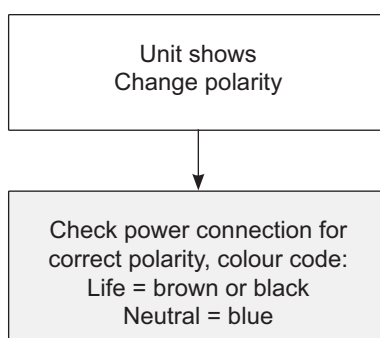 Unit shows
Change polarity
Check power connection for
correct polarity, colour code:
Life = brown or black
Neutral = blue